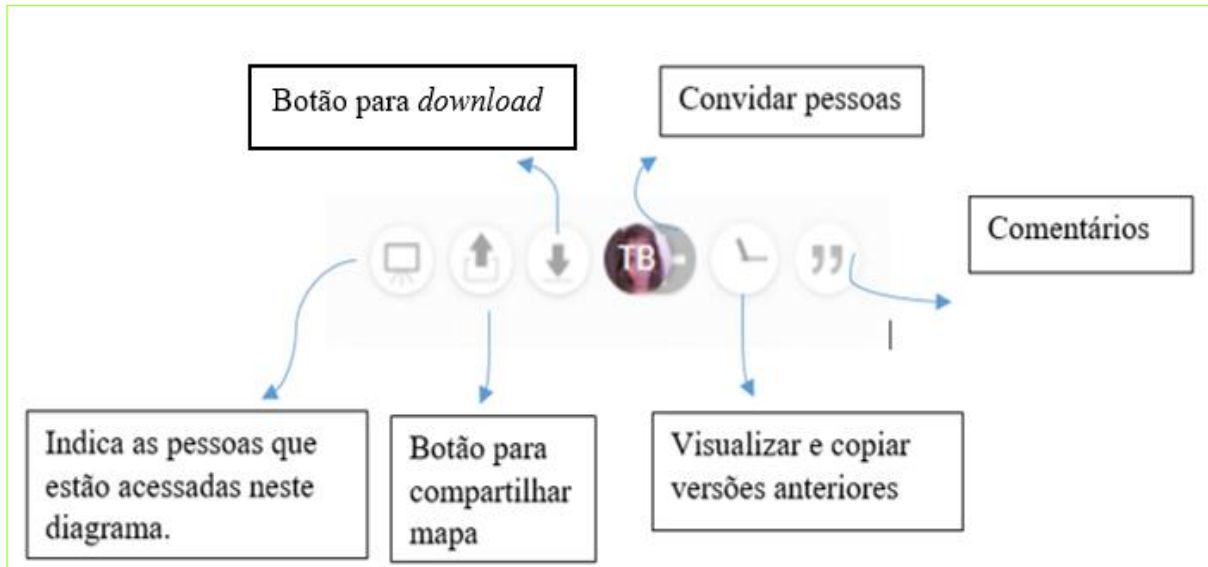 Botão para download
Convidar pessoas
Comentários
TB
Indica as pessoas que
estão acessadas neste
diagrama.
Botão para
compartilhar
mapa
Visualizar e copiar
versões anteriores